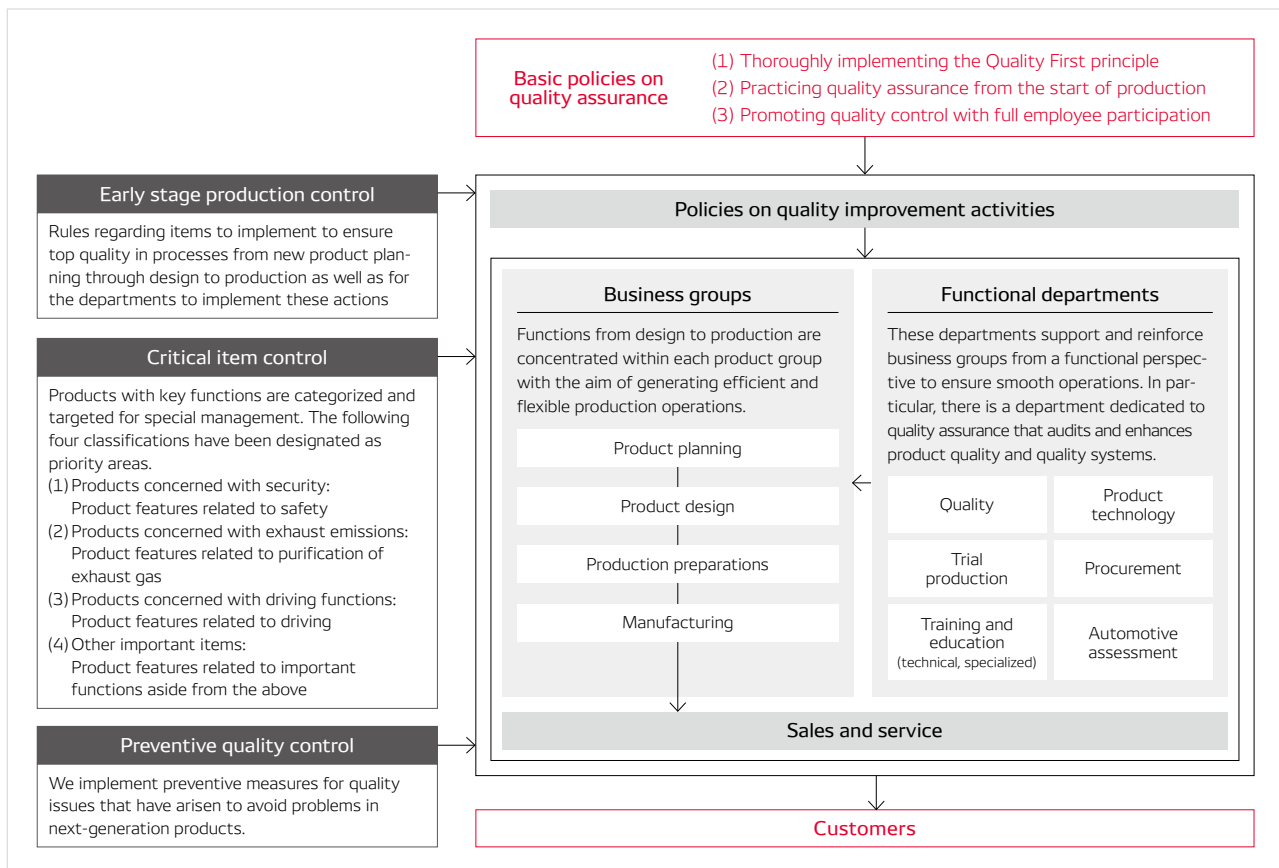 Basic policies on
quality assurance
(1) Thoroughly implementing the Quality First principle
(2) Practicing quality assurance from the start of production
(3) Promoting quality control with full employee participation
Early stage production control
Rules regarding items to implement to ensure
top quality in processes from new product plan-
ning through design to production as well as for
the departments to implement these actions
Critical item control
Products with key functions are categorized and
targeted for special management. The following
four classifications have been designated as
priority areas.
(1) Products concerned with security:
Product features related to safety
(2) Products concerned with exhaust emissions:
Product features related to purification of
exhaust gas
(3) Products concerned with driving functions:
Product features related to driving
(4) Other important items:
Product features related to important
functions aside from the above
Preventive quality control
We implement preventive measures for quality
issues that have arisen to avoid problems in
next-generation products.
Policies on quality improvement activities
Business groups
Functions from design to production are
concentrated within each product group
with the aim of generating efficient and
flexible production operations.
Product planning
Product design
Production preparations
Manufacturing
Functional departments
These departments support and reinforce
business groups from a functional perspec-
tive to ensure smooth operations. In par-
ticular, there is a department dedicated to
quality assurance that audits and enhances
product quality and quality systems.
Quality
Product
technology
Trial
production
Procurement
Training and
education
(technical, specialized)
Automotive
assessment
Sales and service
Customers